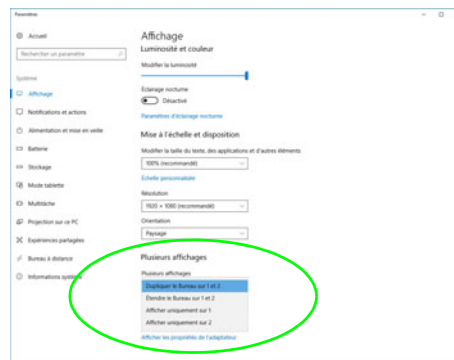 Paramètres
Accueil
Rechercher un paramètre
Système
Affichage
Notifications et actions
Alimentation et mise en veille
Batterie
Stockage
Mode tablette
Multitâche
Projection sur ce PC
Expériences partagées
Bureau à distance
Informations système
Affichage
Luminosité et couleur
Modifier la luminosité
Éclairage nocturne
Désactivé
Paramètres d'éclairage nocturne
Mise à l'échelle et disposition
Modifier la taille du texte, des applications et d'autres éléments
100% (recommandé)
Échelle personnalisée
Résolution
1920 × 1080 (recommandé)
Orientation
Paysage
Plusieurs affichages
Plusieurs affichages
Dupliquer le Bureau sur 1 et 2
Étendre le Bureau sur 1 et 2
Afficher uniquement sur 1
Afficher uniquement sur 2
Afficher les propriétés de l'adaptateur